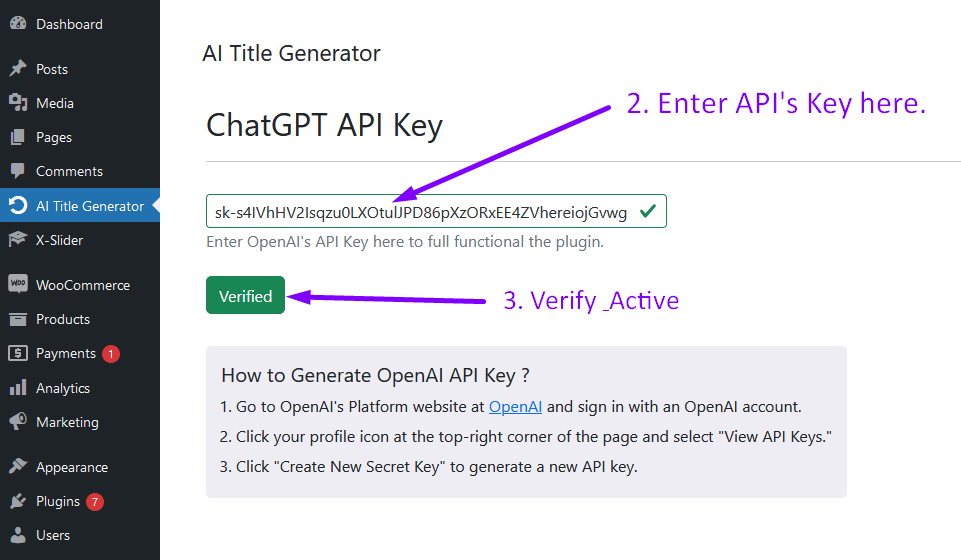 Dashboard
Posts
Media
Pages
Comments
AI Title Generator
X-Slider
WOO WooCommerce
Products
Payments 1
Analytics
Marketing
Appearance
Plugins 7
Users
AI Title Generator
2. Enter API's Key here.
ChatGPT API Key
Enter OpenAI's API Key here to full functional the plugin.
Verified
3. Verify _Active
How to Generate OpenAI API Key ?
1. Go to OpenAI's Platform website at OpenAI and sign in with an OpenAI account.
2. Click your profile icon at the top-right corner of the page and select "View API Keys."
3. Click "Create New Secret Key" to generate a new API key.